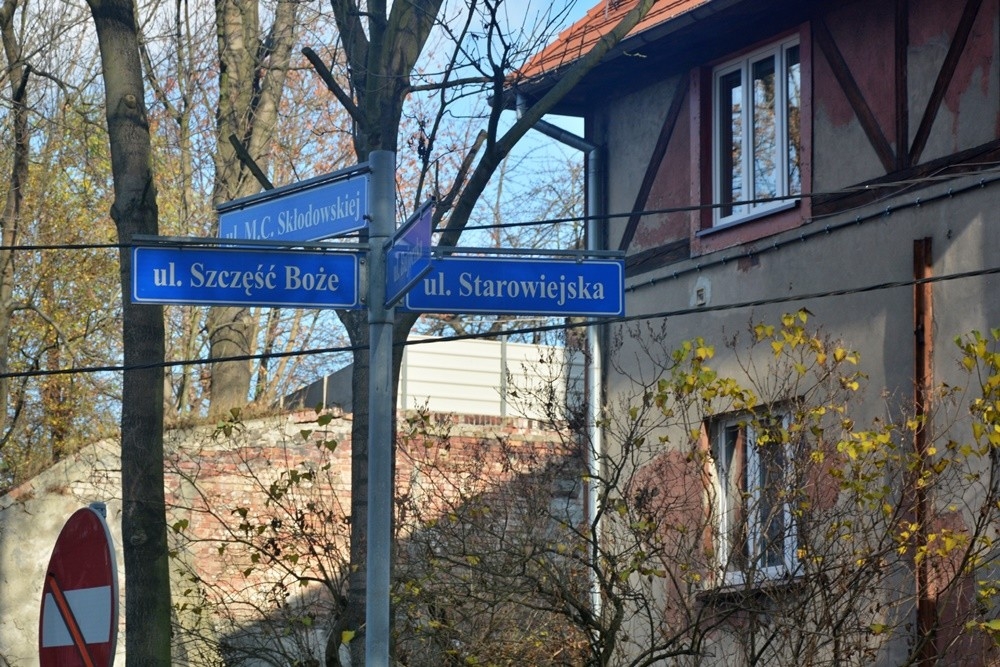 ul. M.C. Skłodowskiej
ul. Szczęść Boże
ul. Starowiejska